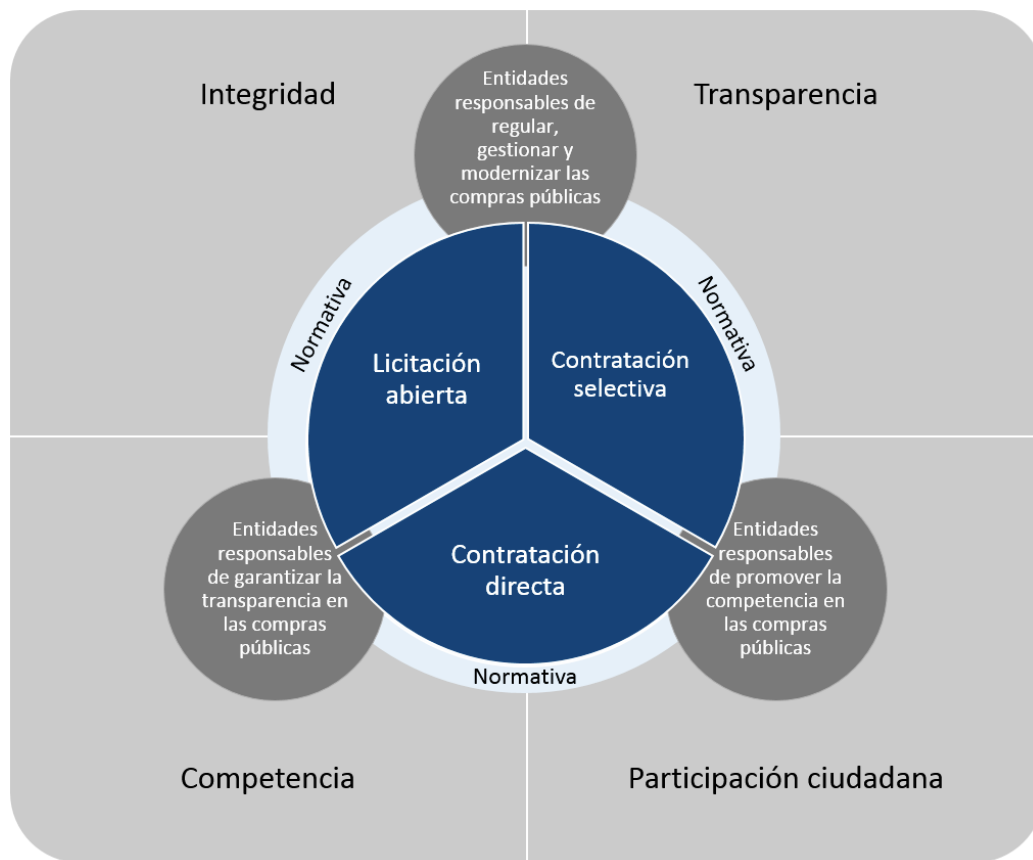 Integridad
Entidades
responsables de
regular,
gestionar y
modernizar las
compras públicas
Transparencia
Normativa
Normativa
Licitación
abierta
Contratación
selectiva
Entidades
responsables
de garantizar la
transparencia en
las compras
públicas
Contratación
directa
Entidades
responsables
de promover la
competencia en
las compras
públicas
Normativa
Competencia
Participación ciudadana